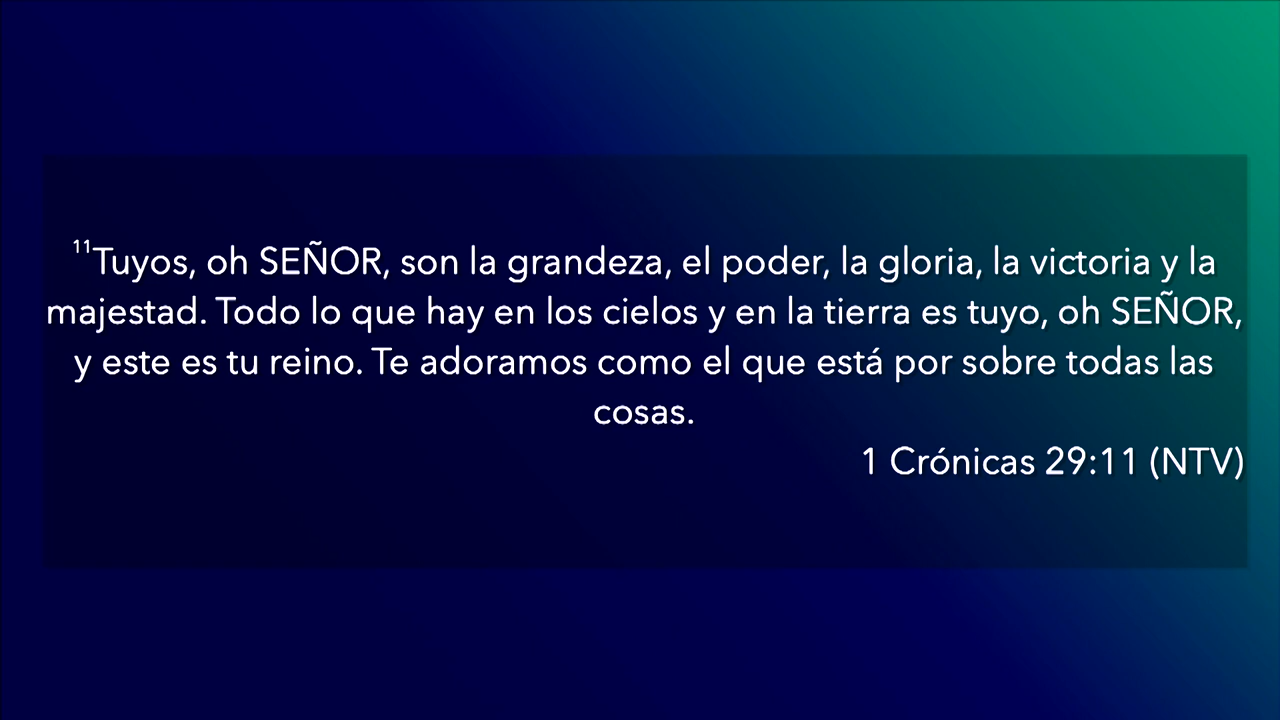 ¹¹Tuyos, oh SEÑOR, son la grandeza, el poder, la gloria, la victoria y la
majestad. Todo lo que hay en los cielos y en la tierra es tuyo, oh SEÑOR,
y este es tu reino. Te adoramos como el que está por sobre todas las
cosas.
1 Crónicas 29:11 (NTV)